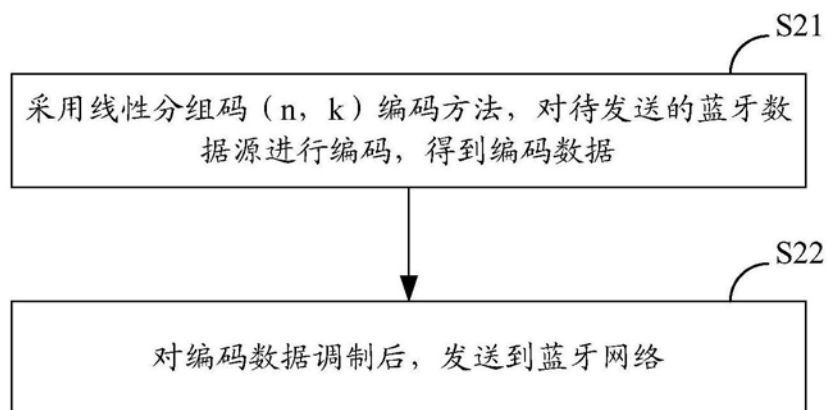 S21
采用线性分组码（n，k）编码方法，对待发送的蓝牙数
据源进行编码，得到编码数据
S22
对编码数据调制后，发送到蓝牙网络